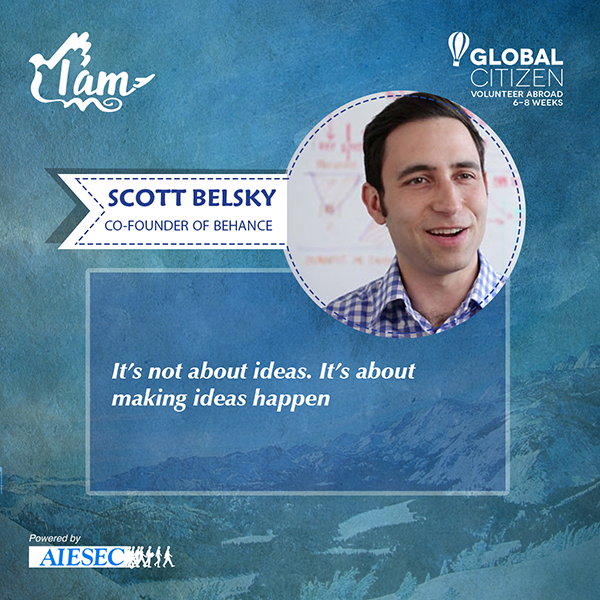 I am
GLOBAL
CITIZEN
VOLUNTEER ABROAD
6-8 WEEKS
SCOTT BELSKY
CO-FOUNDER OF BEHANCE
It's not about ideas. It's about
making ideas happen
Powered by
AIESEC